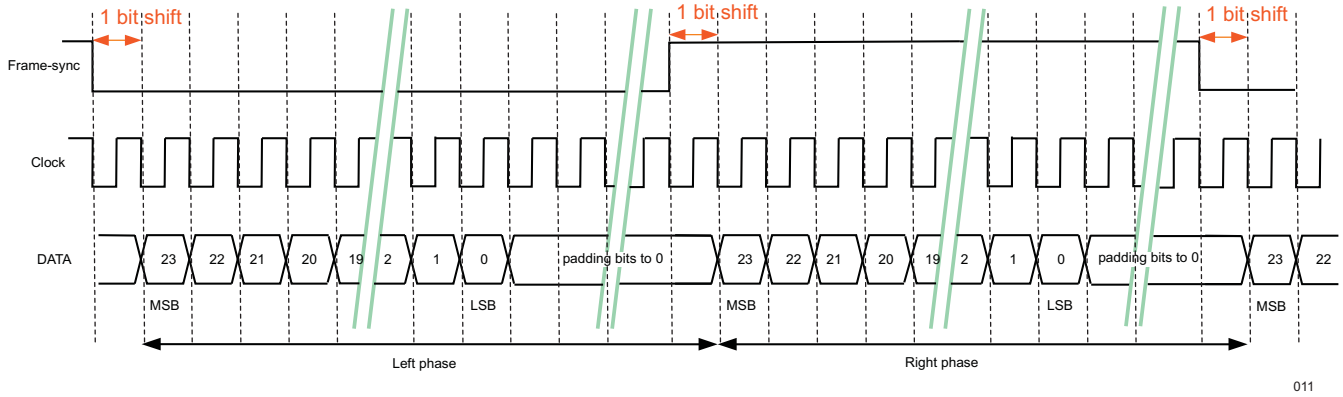 1 bit shift 1 bit shift 1 bit shift
Frame-sync
Clock
DATA 23 22 21 20 19 2 1 0 padding bits to 0 23 22 21 20 19 2 1 0 padding bits to 0 23 22
MSB LSB MSB LSB MSB
Left phase Right phase
011